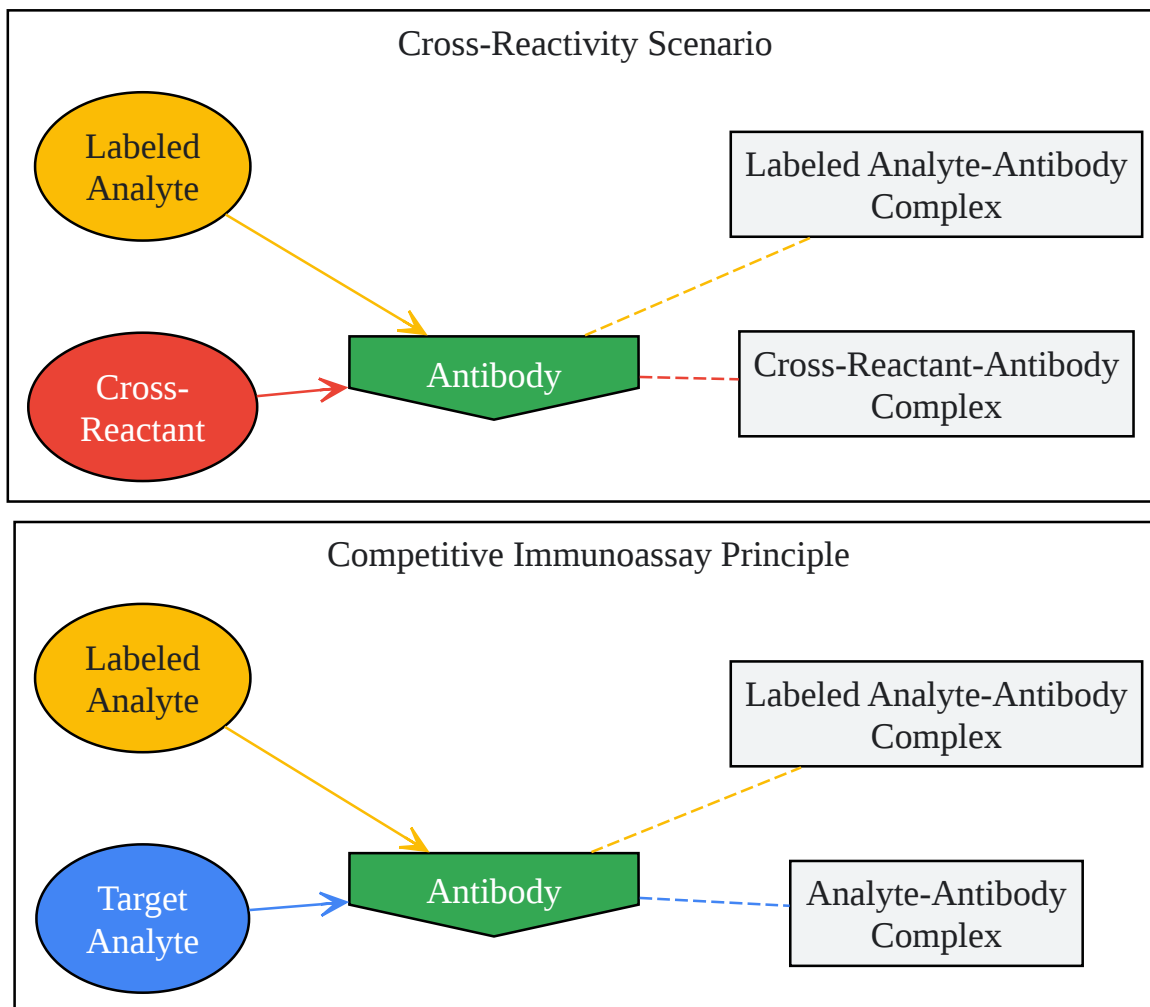 Cross-Reactivity Scenario
Labeled
Analyte
Labeled Analyte-Antibody
Complex
Cross-
Reactant
Antibody
Cross-Reactant-Antibody
Complex
Competitive Immunoassay Principle
Labeled
Analyte
Labeled Analyte-Antibody
Complex
Target
Analyte
Antibody
Analyte-Antibody
Complex